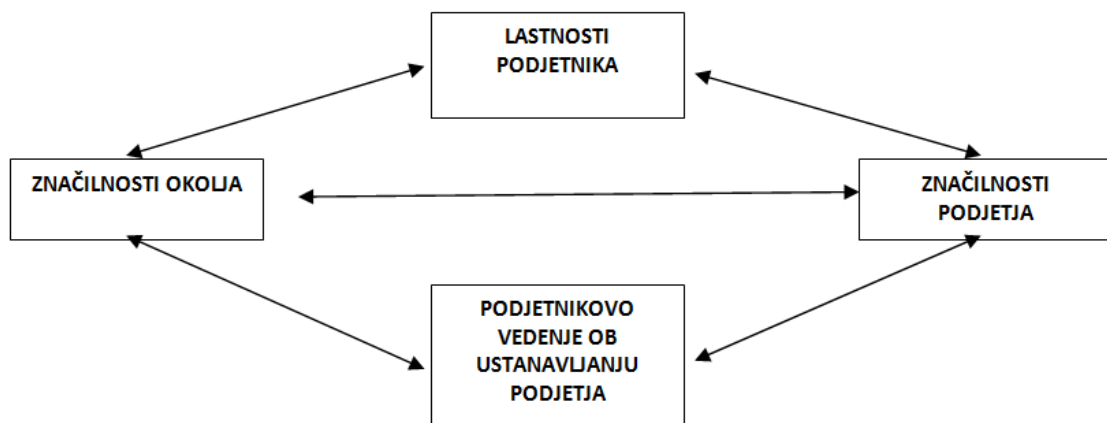 LASTNOSTI
PODJETNIKA
ZNAČILNOSTI OKOLJA
ZNAČILNOSTI
PODJETJA
PODJETNIKOVO
VEDENJE OB
USTANAVLJANJU
PODJETJA